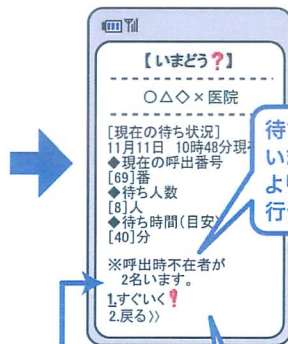 【いまどう?】
○△◇×医院
[現在の待ち状況]
11月11日 10時48分現
◆現在の呼出番号
[69]番
◆待ち人数
[8]人
◆待ち時間(目安)
[40]分
※呼出時不在者が
2名います。
1.すぐいく!
2.戻る〉〉
待
い
よ
行